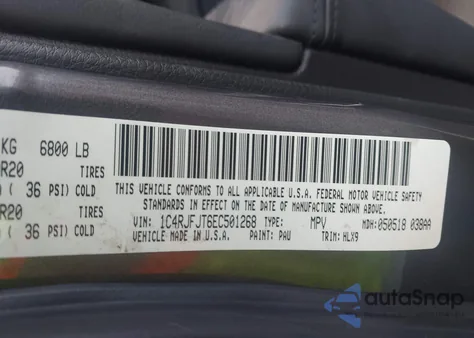 KG 6800 LB
R20 TIRES
( 36 PSI) COLD
R20 TIRES
( 36 PSI) COLD
THIS VEHICLE CONFORMS TO ALL APPLICABLE U.S.A. FEDERAL MOTOR VEHICLE SAFETY
STANDARDS IN EFFECT ON THE DATE OF MANUFACTURE SHOWN ABOVE.
VIN: 1C4RJFJT6EC501268 TYPE: MPV MDH: 050518 038AA
VEHICLE MADE IN U.S.A. PAINT: PAU TRIM: HLX9
autoSnap